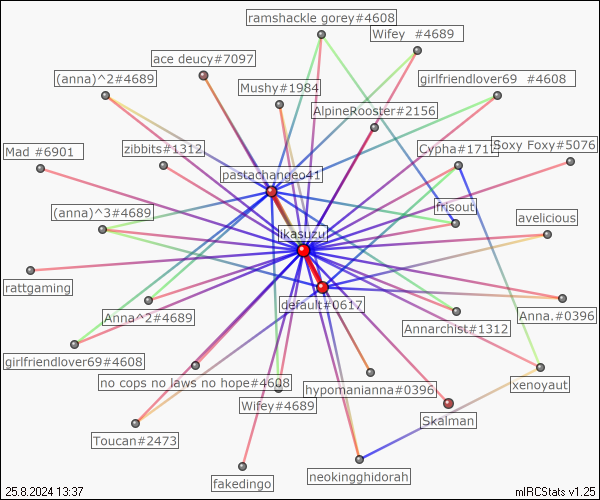 ramshackle gorey#4608
Wifey #4689
ace deucy#7097
(anna)^2#4689
girlfriendlover69 #4608
Mushy#1984
AlpineRooster#2156
Mad #6901
zibbits#1312
Cypha#171
Soxy Foxy#5076
pastachangeo41
(anna)^3#4689
frisout
avelicious
ikasuzu
rattgaming
default#0617
Anna^2#4689
Annarchist#1312
Anna.#0396
girlfriendlover69#4608
no cops no laws no hope#4608
hypomanianna#0396
xenoyaut
Wifey#4689
Skalman
Toucan#2473
fakedingo
neokingghidorah
25.8.2024 13:37
mIRCStats v1.25